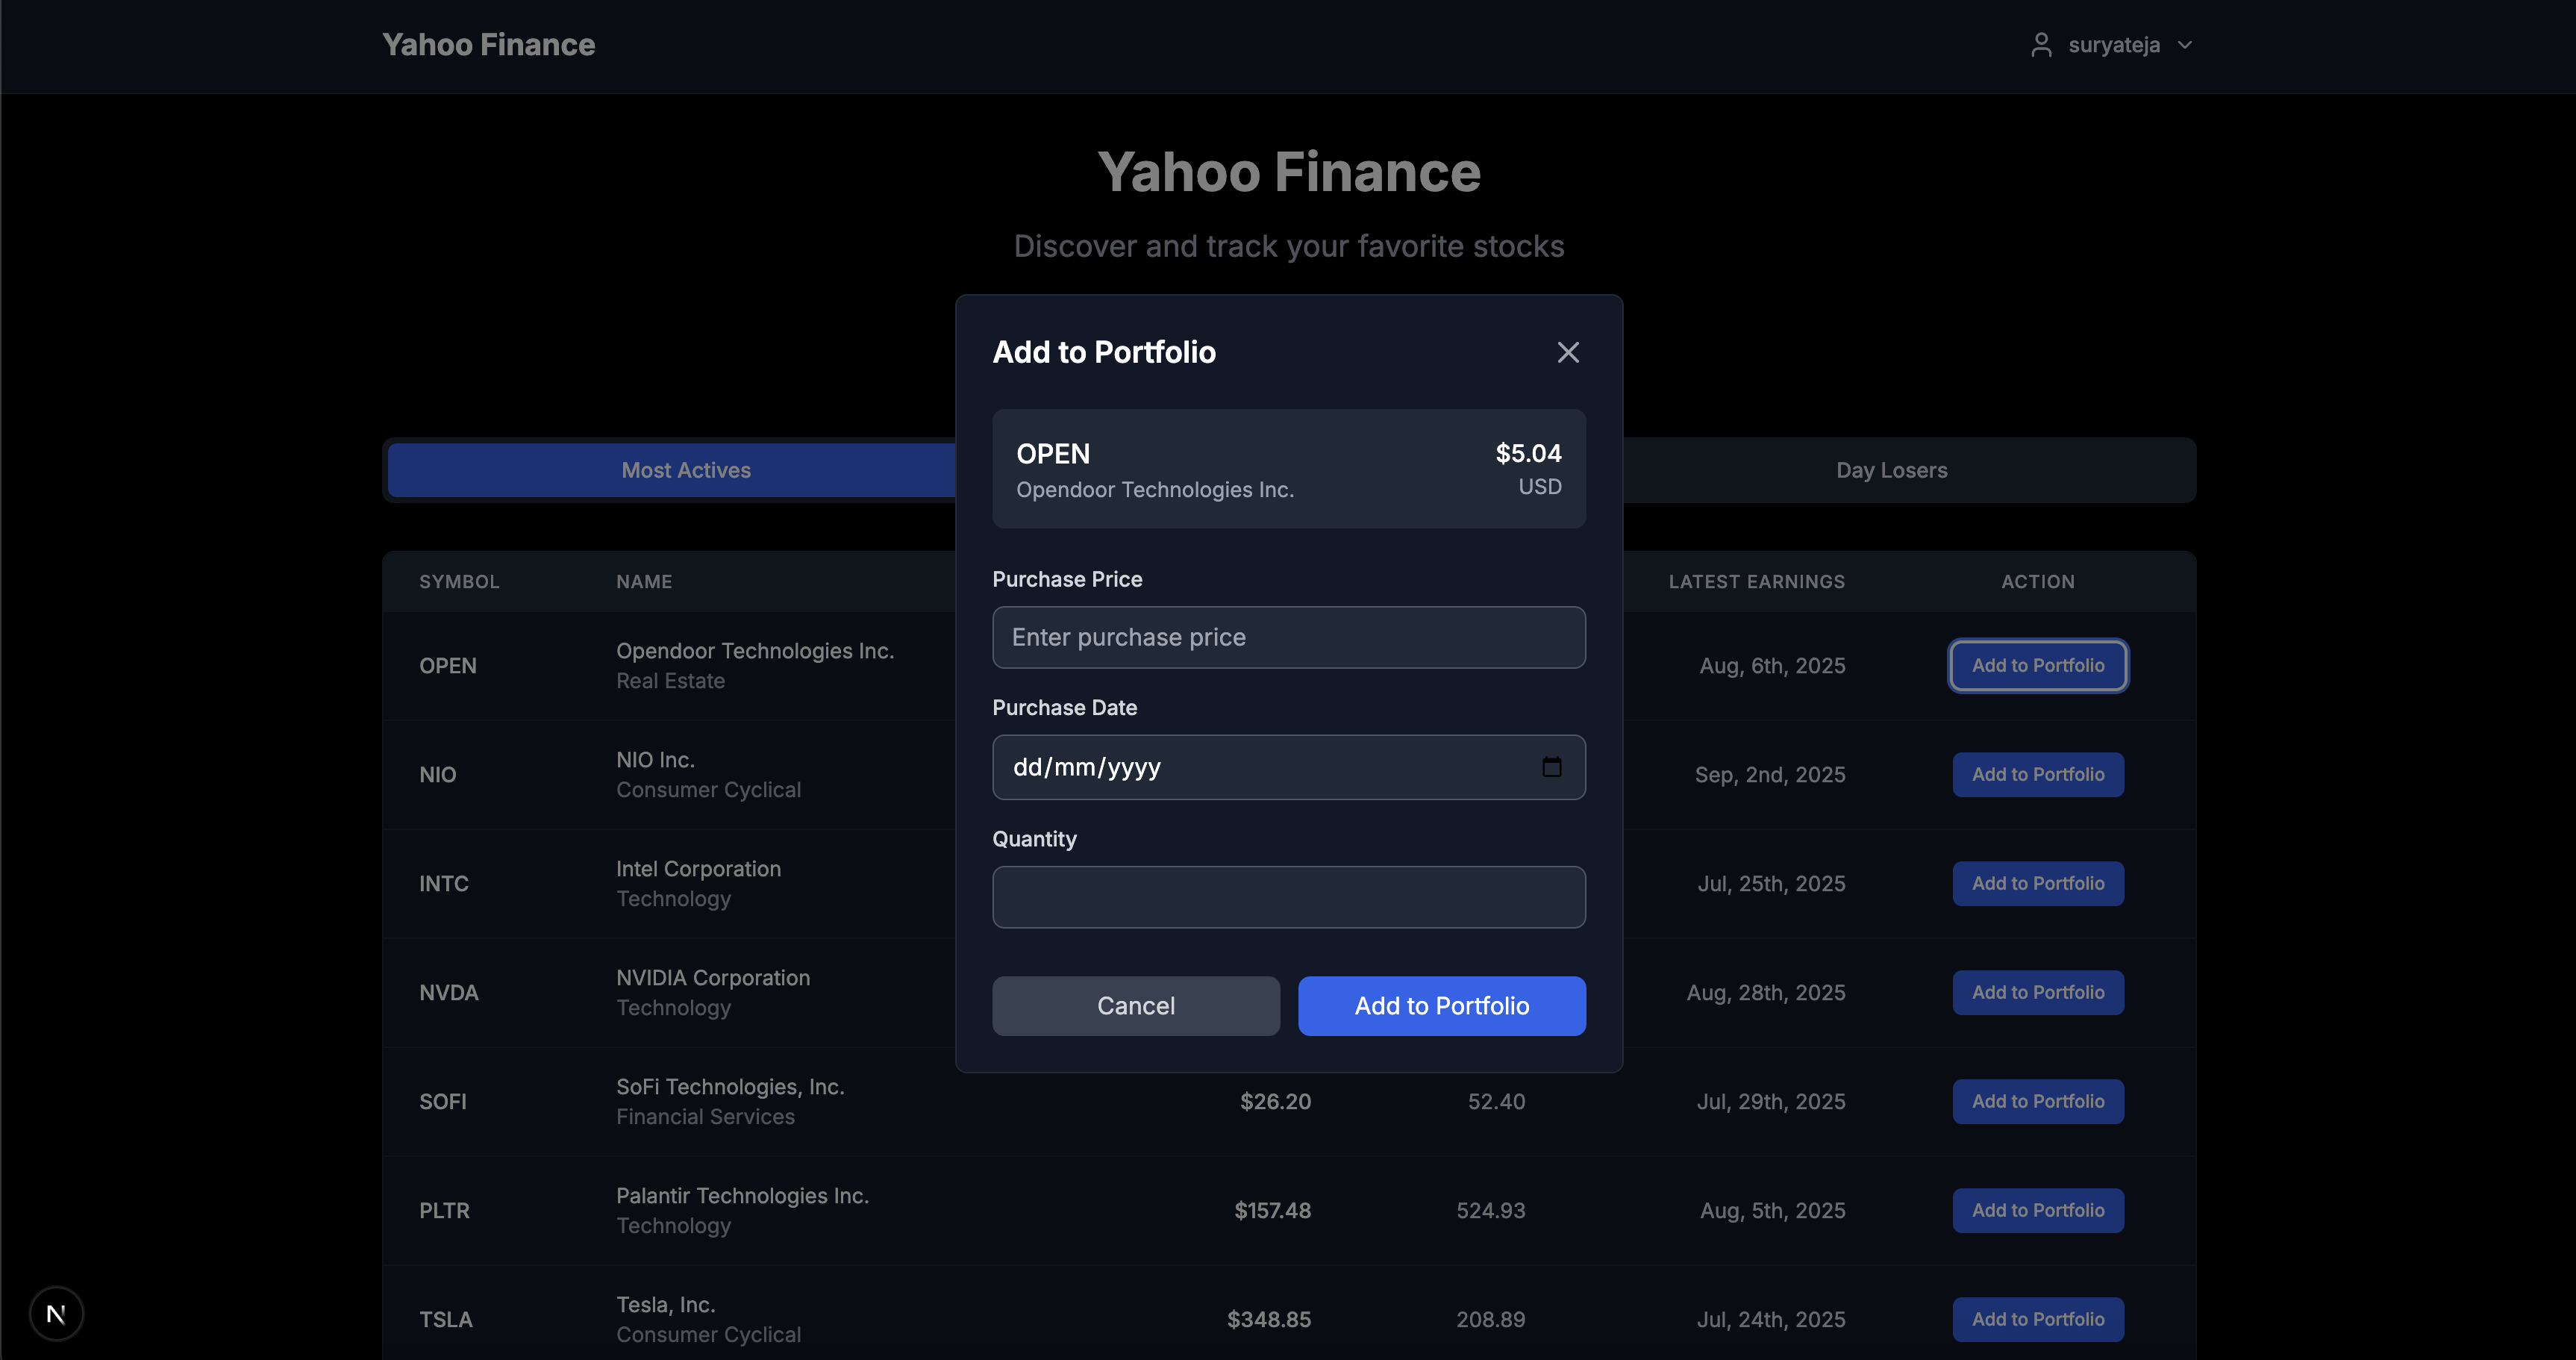 Yahoo Finance
suryateja
Yahoo Finance
Discover and track your favorite stocks
Add to Portfolio
OPEN
$5.04
Opendoor Technologies Inc.
USD
Purchase Price
Enter purchase price
Purchase Date
dd/mm/yyyy
Quantity
Cancel
Add to Portfolio
Most Actives
Day Losers
SYMBOL
NAME
LATEST EARNINGS
ACTION
OPEN
Opendoor Technologies Inc.
Real Estate
Aug, 6th, 2025
Add to Portfolio
NIO
NIO Inc.
Consumer Cyclical
Sep, 2nd, 2025
Add to Portfolio
INTC
Intel Corporation
Technology
Jul, 25th, 2025
Add to Portfolio
NVDA
NVIDIA Corporation
Technology
Aug, 28th, 2025
Add to Portfolio
SOFI
SoFi Technologies, Inc.
Financial Services
$26.20
52.40
Jul, 29th, 2025
Add to Portfolio
PLTR
Palantir Technologies Inc.
Technology
$157.48
524.93
Aug, 5th, 2025
Add to Portfolio
TSLA
Tesla, Inc.
Consumer Cyclical
$348.85
208.89
Jul, 24th, 2025
Add to Portfolio
N